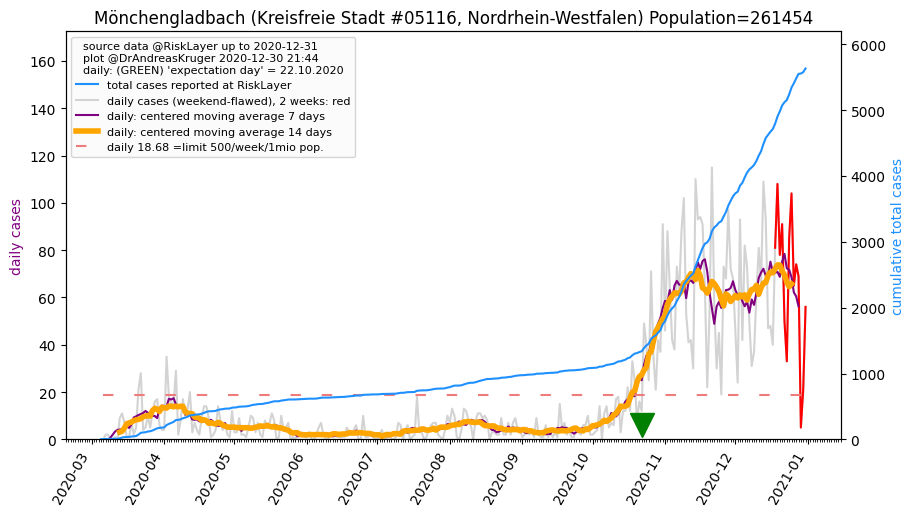 Mönchengladbach (Kreisfreie Stadt #05116, Nordrhein-Westfalen) Population=261454
source data @RiskLayer up to 2020-12-31
plot @DrAndreasKruger 2020-12-30 21:44
daily: (GREEN) 'expectation day' = 22.10.2020
total cases reported at RiskLayer
daily cases (weekend-flawed), 2 weeks: red
daily: centered moving average 7 days
daily: centered moving average 14 days
daily 18.68 =limit 500/week/1mio pop.
daily cases
160
140
120
100
80
60
40
20
0
cumulative total cases
6000
5000
4000
3000
2000
1000
0
2020-03
2020-04
2020-05
2020-06
2020-07
2020-08
2020-09
2020-10
2020-11
2020-12
2021-01